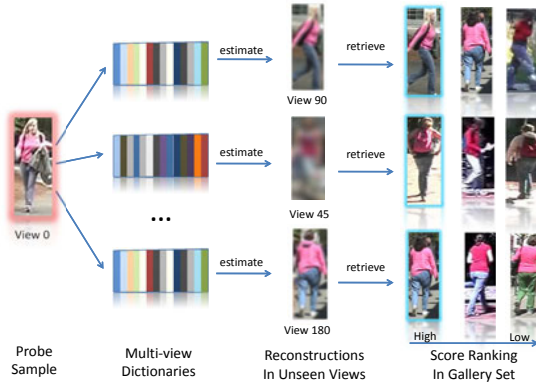 estimate
retrieve
View 90
View 0
estimate
retrieve
View 45
...
estimate
retrieve
View 180
High
Low
Probe
Sample
Multi-view
Dictionaries
Reconstructions
In Unseen Views
Score Ranking
In Gallery Set